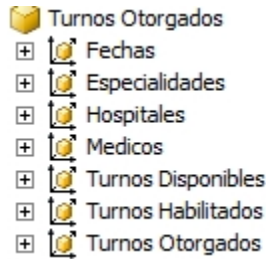 Turnos Otorgados
Fechas
Especialidades
Hospitales
Medicos
Turnos Disponibles
Turnos Habilitados
Turnos Otorgados